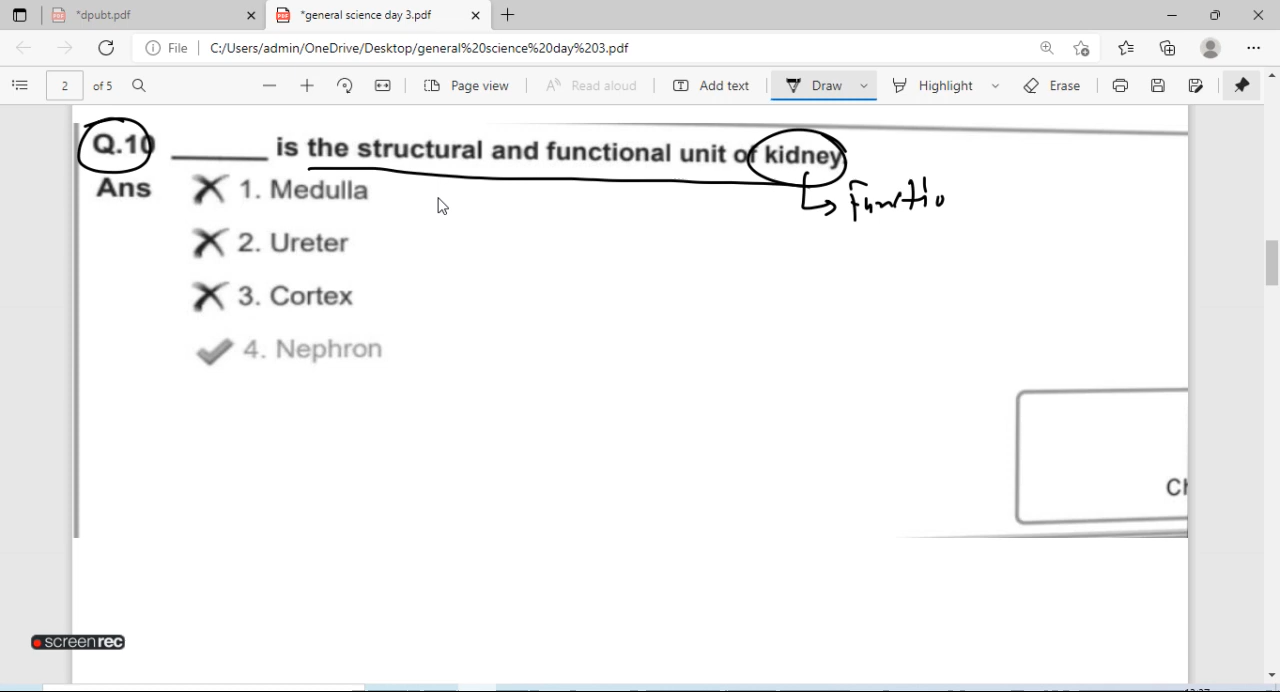 *dpubt.pdf
*general science day 3.pdf
File
C:/Users/admin/OneDrive/Desktop/general%20science%20day%203.pdf
2 of 5
Page view
Read aloud
Add text
Draw
Highlight
Erase
Q.10 ______ is the structural and functional unit of kidney
Ans 1. Medulla
Functio
2. Ureter
3. Cortex
4. Nephron
screenrec